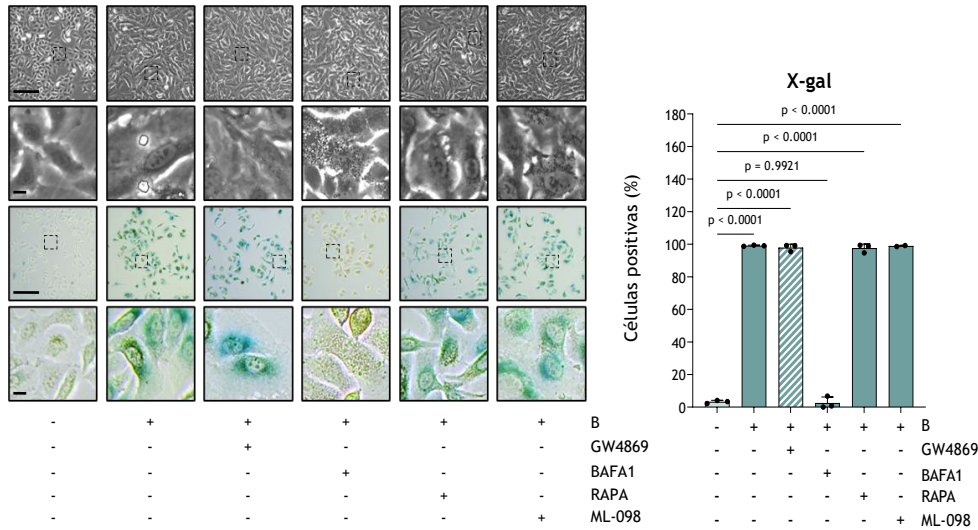 X-gal
Células positivas (%)
180
160
140
120
100
80
60
40
20
0
p < 0.0001
p < 0.0001
p = 0.9921
p < 0.0001
p < 0.0001
- + + + + + B
- - + - - - GW4869
- - - + - - BAFA1
- - - - + - RAPA
- - - - - + ML-098
- + + + + + B
- - + - - - GW4869
- - - + - - BAFA1
- - - - + - RAPA
- - - - - + ML-098